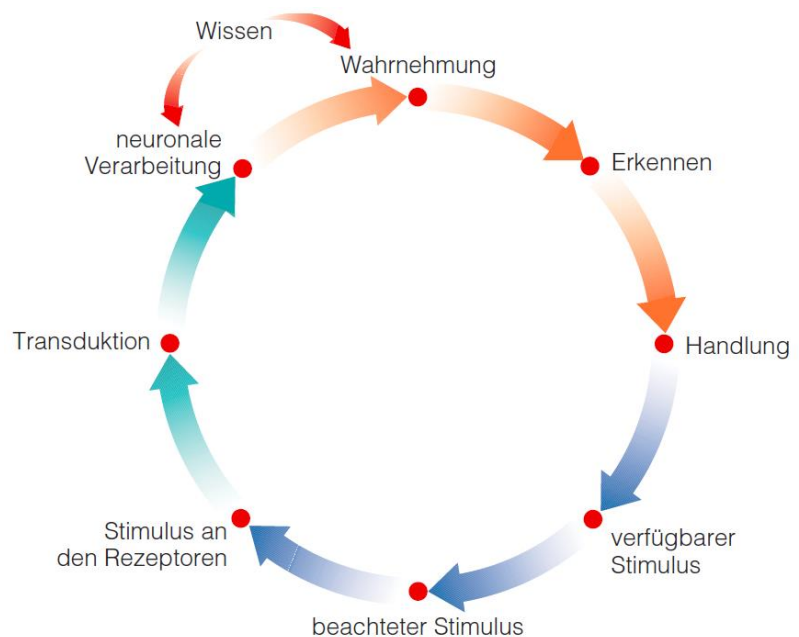 Wissen
Wahrnehmung
neuronale
Verarbeitung
Erkennen
Transduktion
Handlung
Stimulus an
den Rezeptoren
verfügbarer
Stimulus
beachteter Stimulus